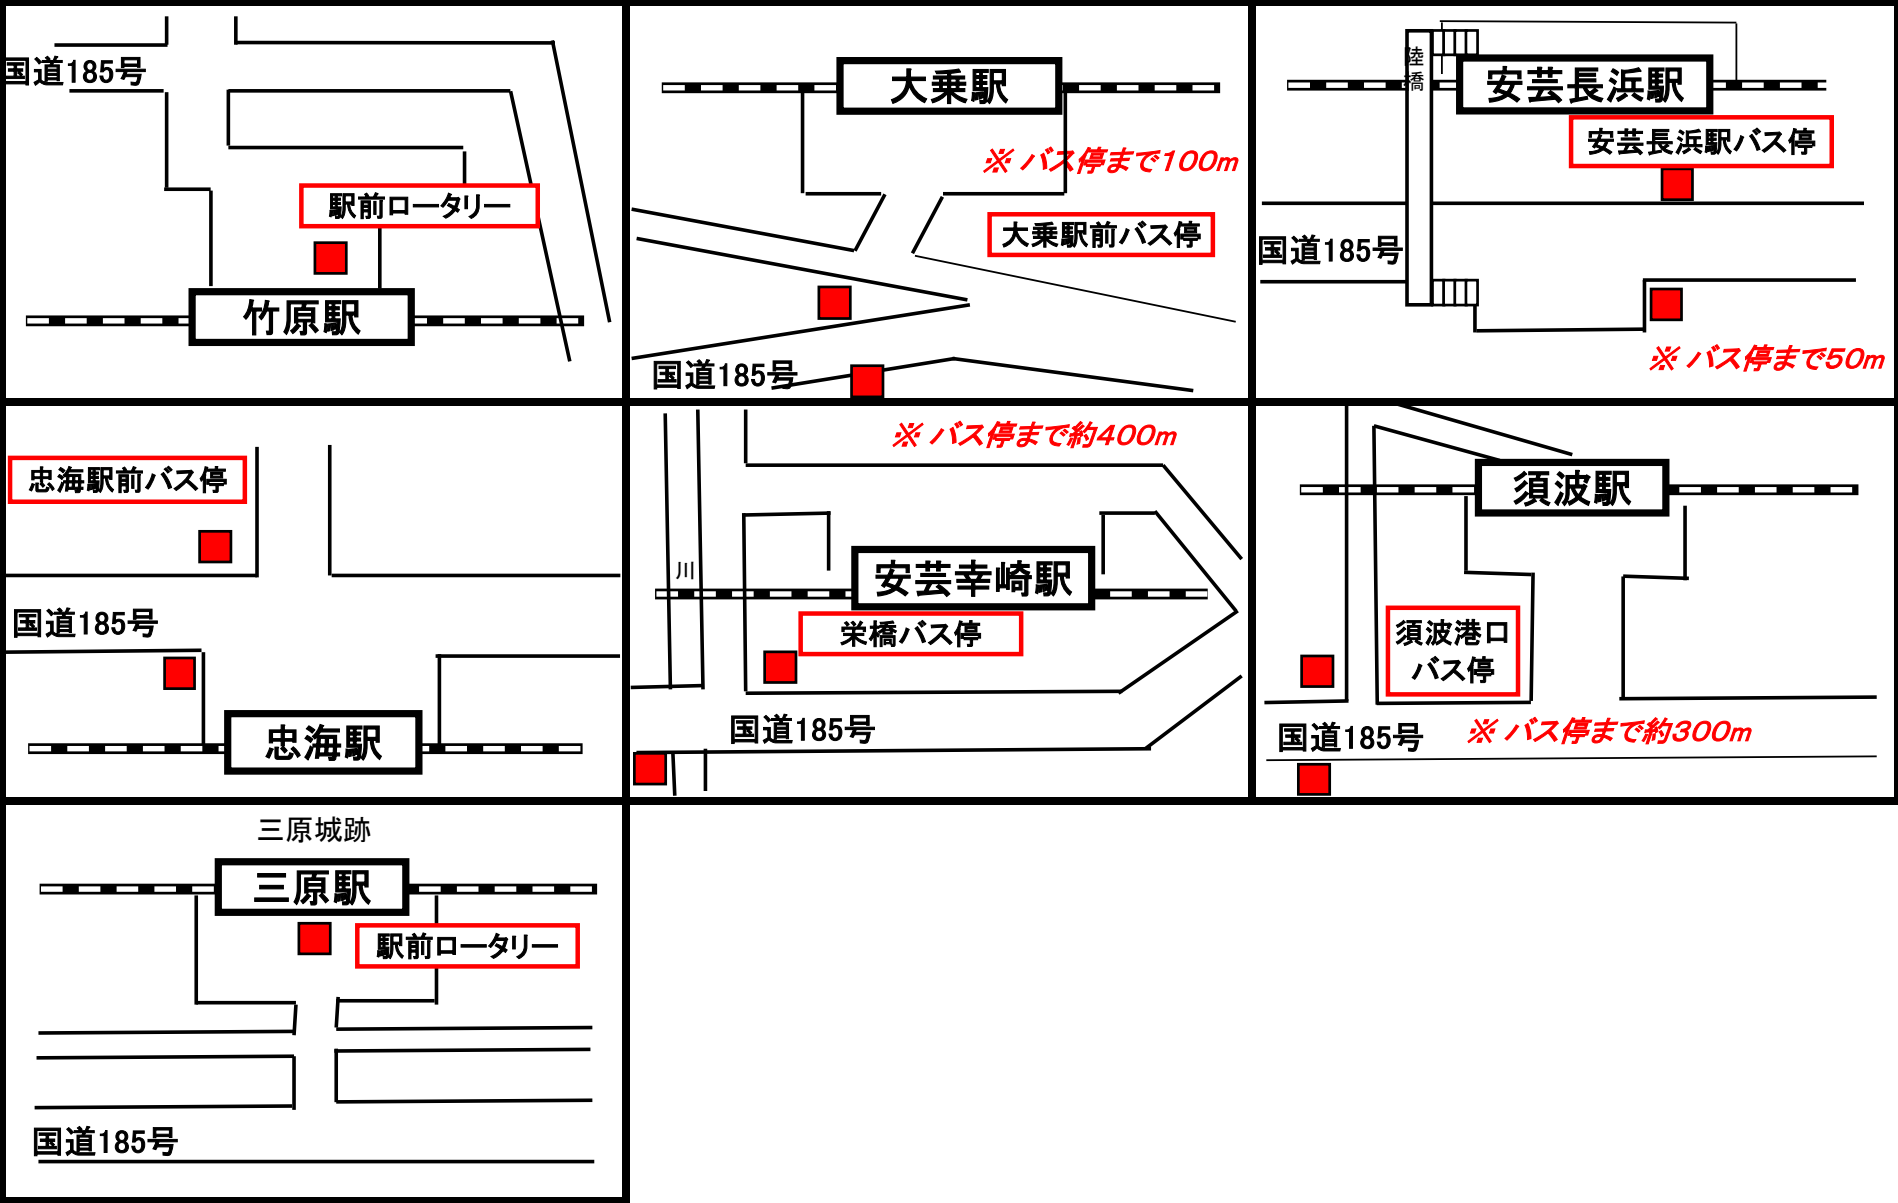 国道185号
駅前ロータリー
竹原駅
大乗駅
※ バス停まで100m
大乗駅前バス停
国道185号
陸橋
安芸長浜駅
安芸長浜駅バス停
国道185号
※ バス停まで50m
忠海駅前バス停
国道185号
忠海駅
※ バス停まで約400m
川
安芸幸崎駅
栄橋バス停
国道185号
須波駅
須波港口
バス停
国道185号
※ バス停まで約300m
三原城跡
三原駅
駅前ロータリー
国道185号